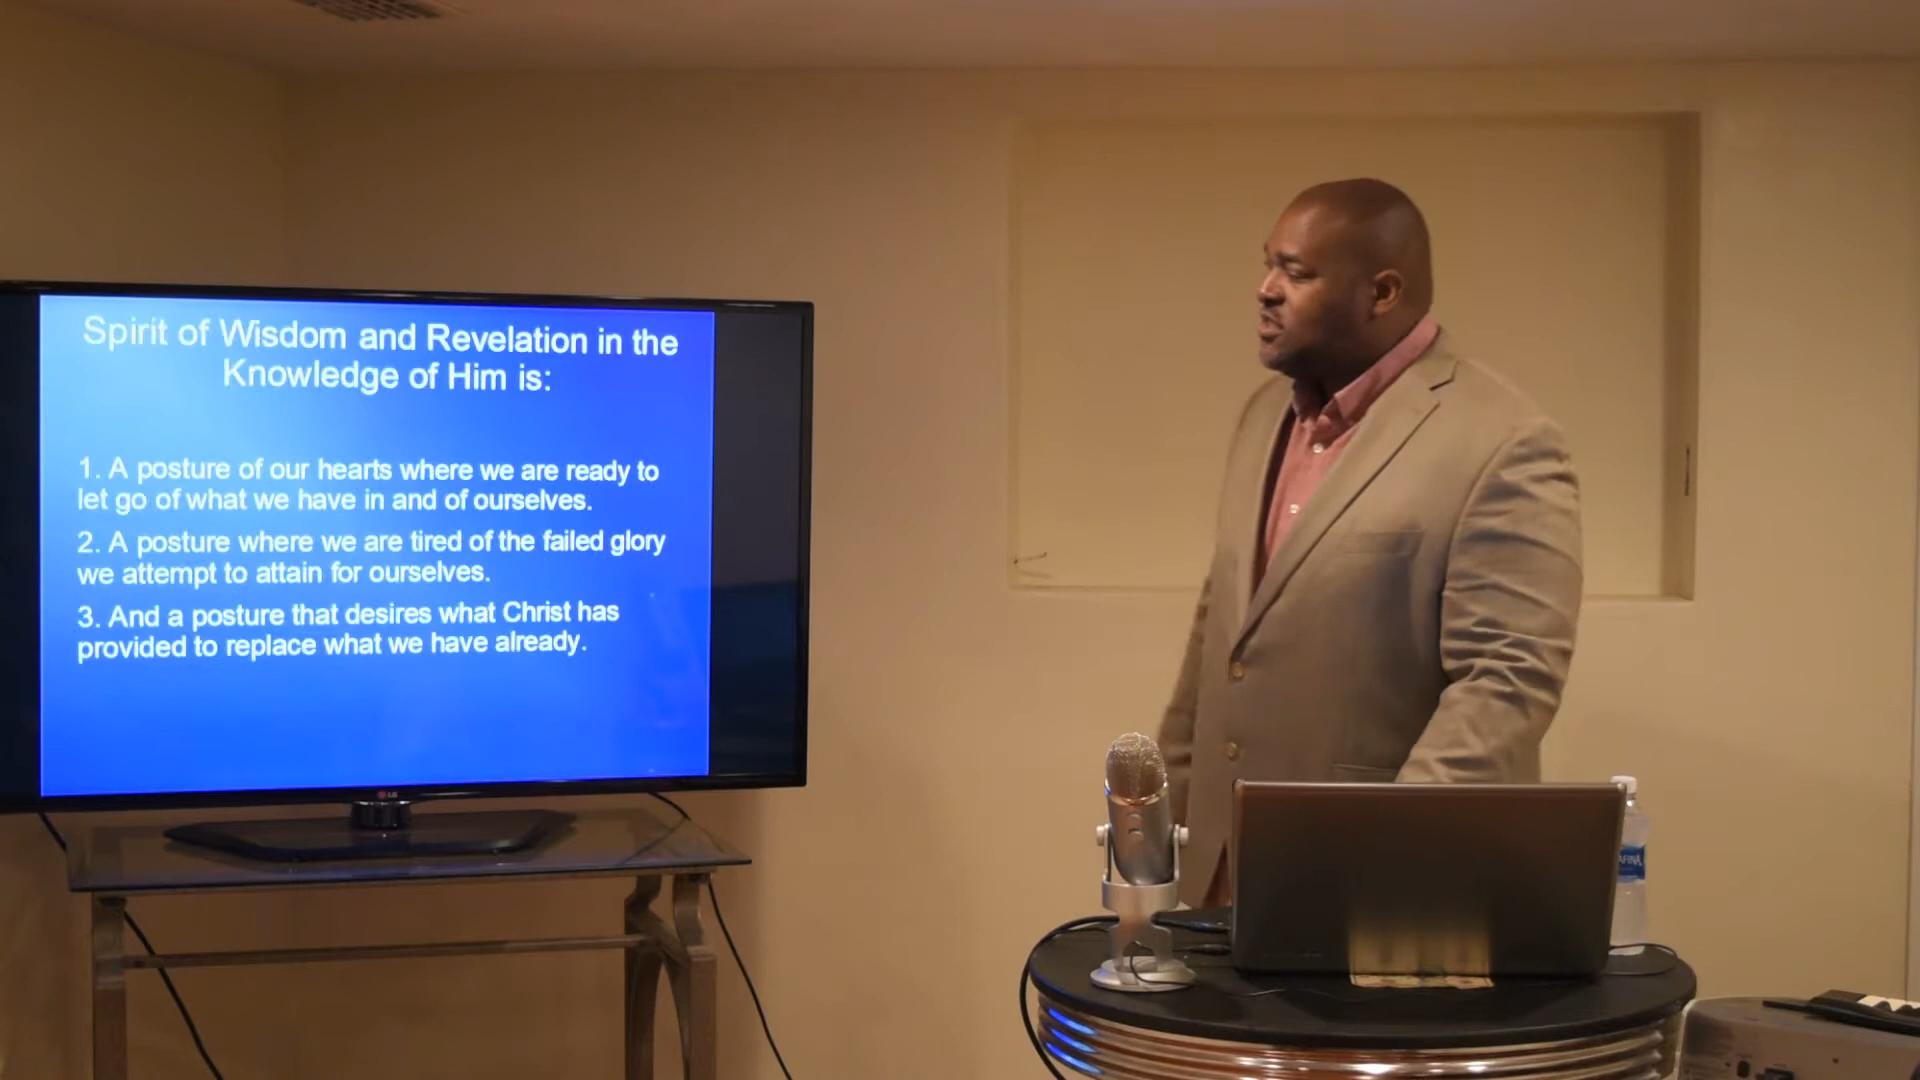 Spirit of Wisdom and Revelation in the
Knowledge of Him is:
1. A posture of our hearts where we are ready to
let go of what we have in and of ourselves.
2. A posture where we are tired of the failed glory
we attempt to attain for ourselves.
3. And a posture that desires what Christ has
provided to replace what we have already.
LG
AFINA